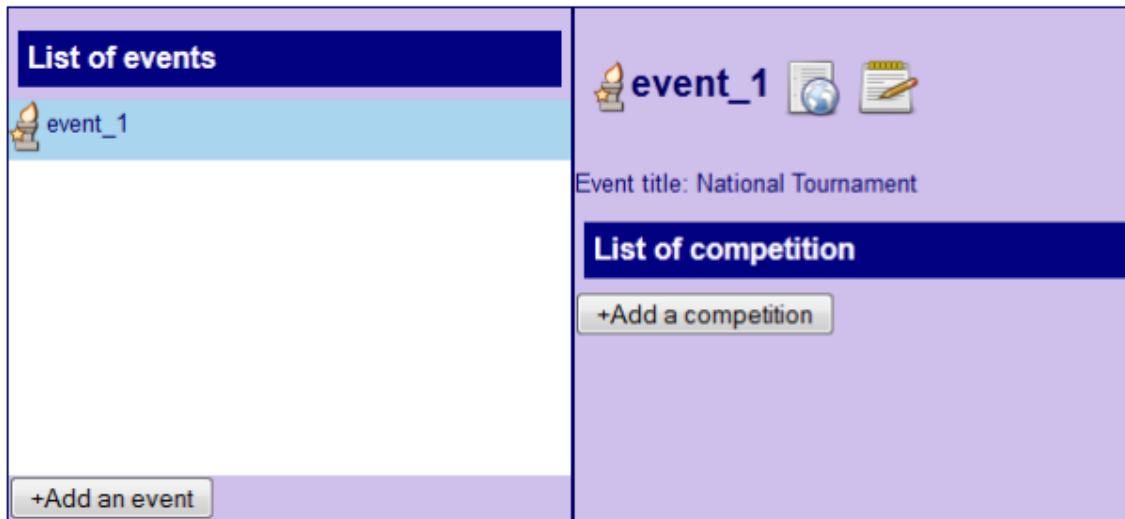 List of events
event_1
+Add an event
event_1
Event title: National Tournament
List of competition
+Add a competition